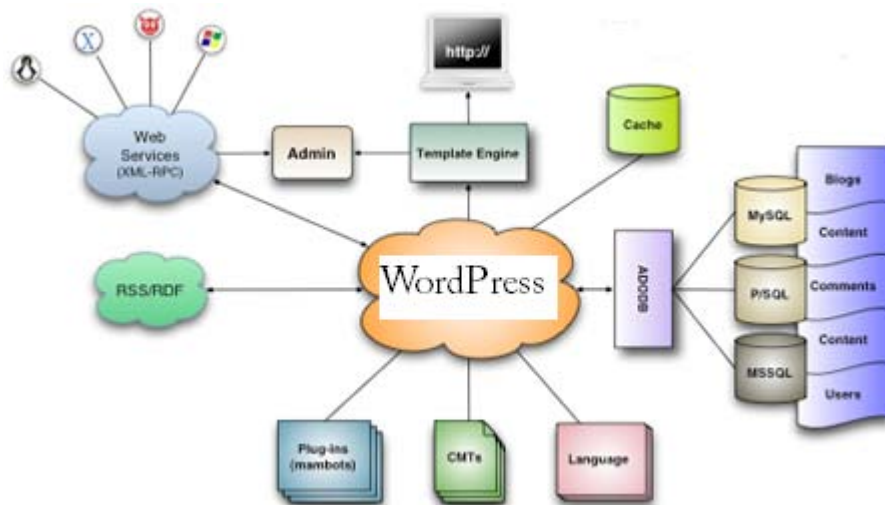 http://
X
Web
Services
(XML-RPC)
Admin
Template Engine
Cache
Blogs
MySQL
Content
WordPress
ADODB
RSS/RDF
P/SQL
Comments
Content
MSSQL
Users
Plug-ins
(mambots)
CMTs
Language